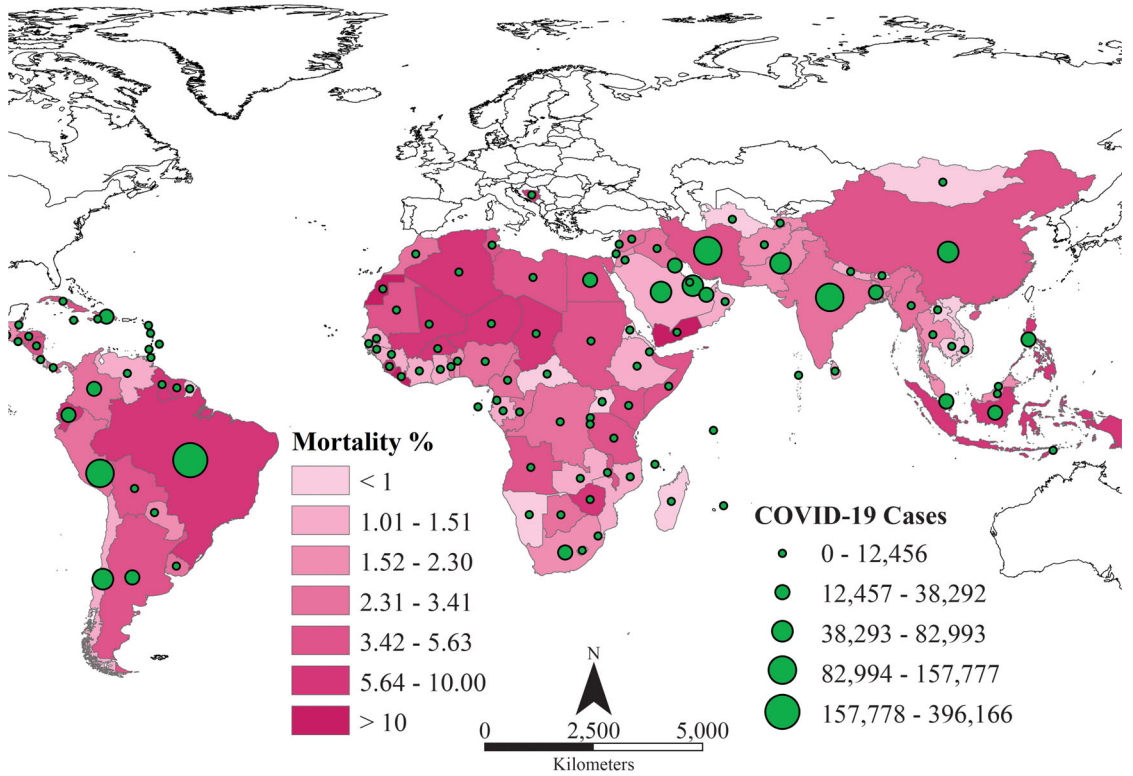 Mortality %
< 1
1.01 - 1.51
1.52 - 2.30
2.31 - 3.41
3.42 - 5.63
5.64 - 10.00
> 10
N
0 2,500 5,000
Kilometers
COVID-19 Cases
0 - 12,456
12,457 - 38,292
38,293 - 82,993
82,994 - 157,777
157,778 - 396,166